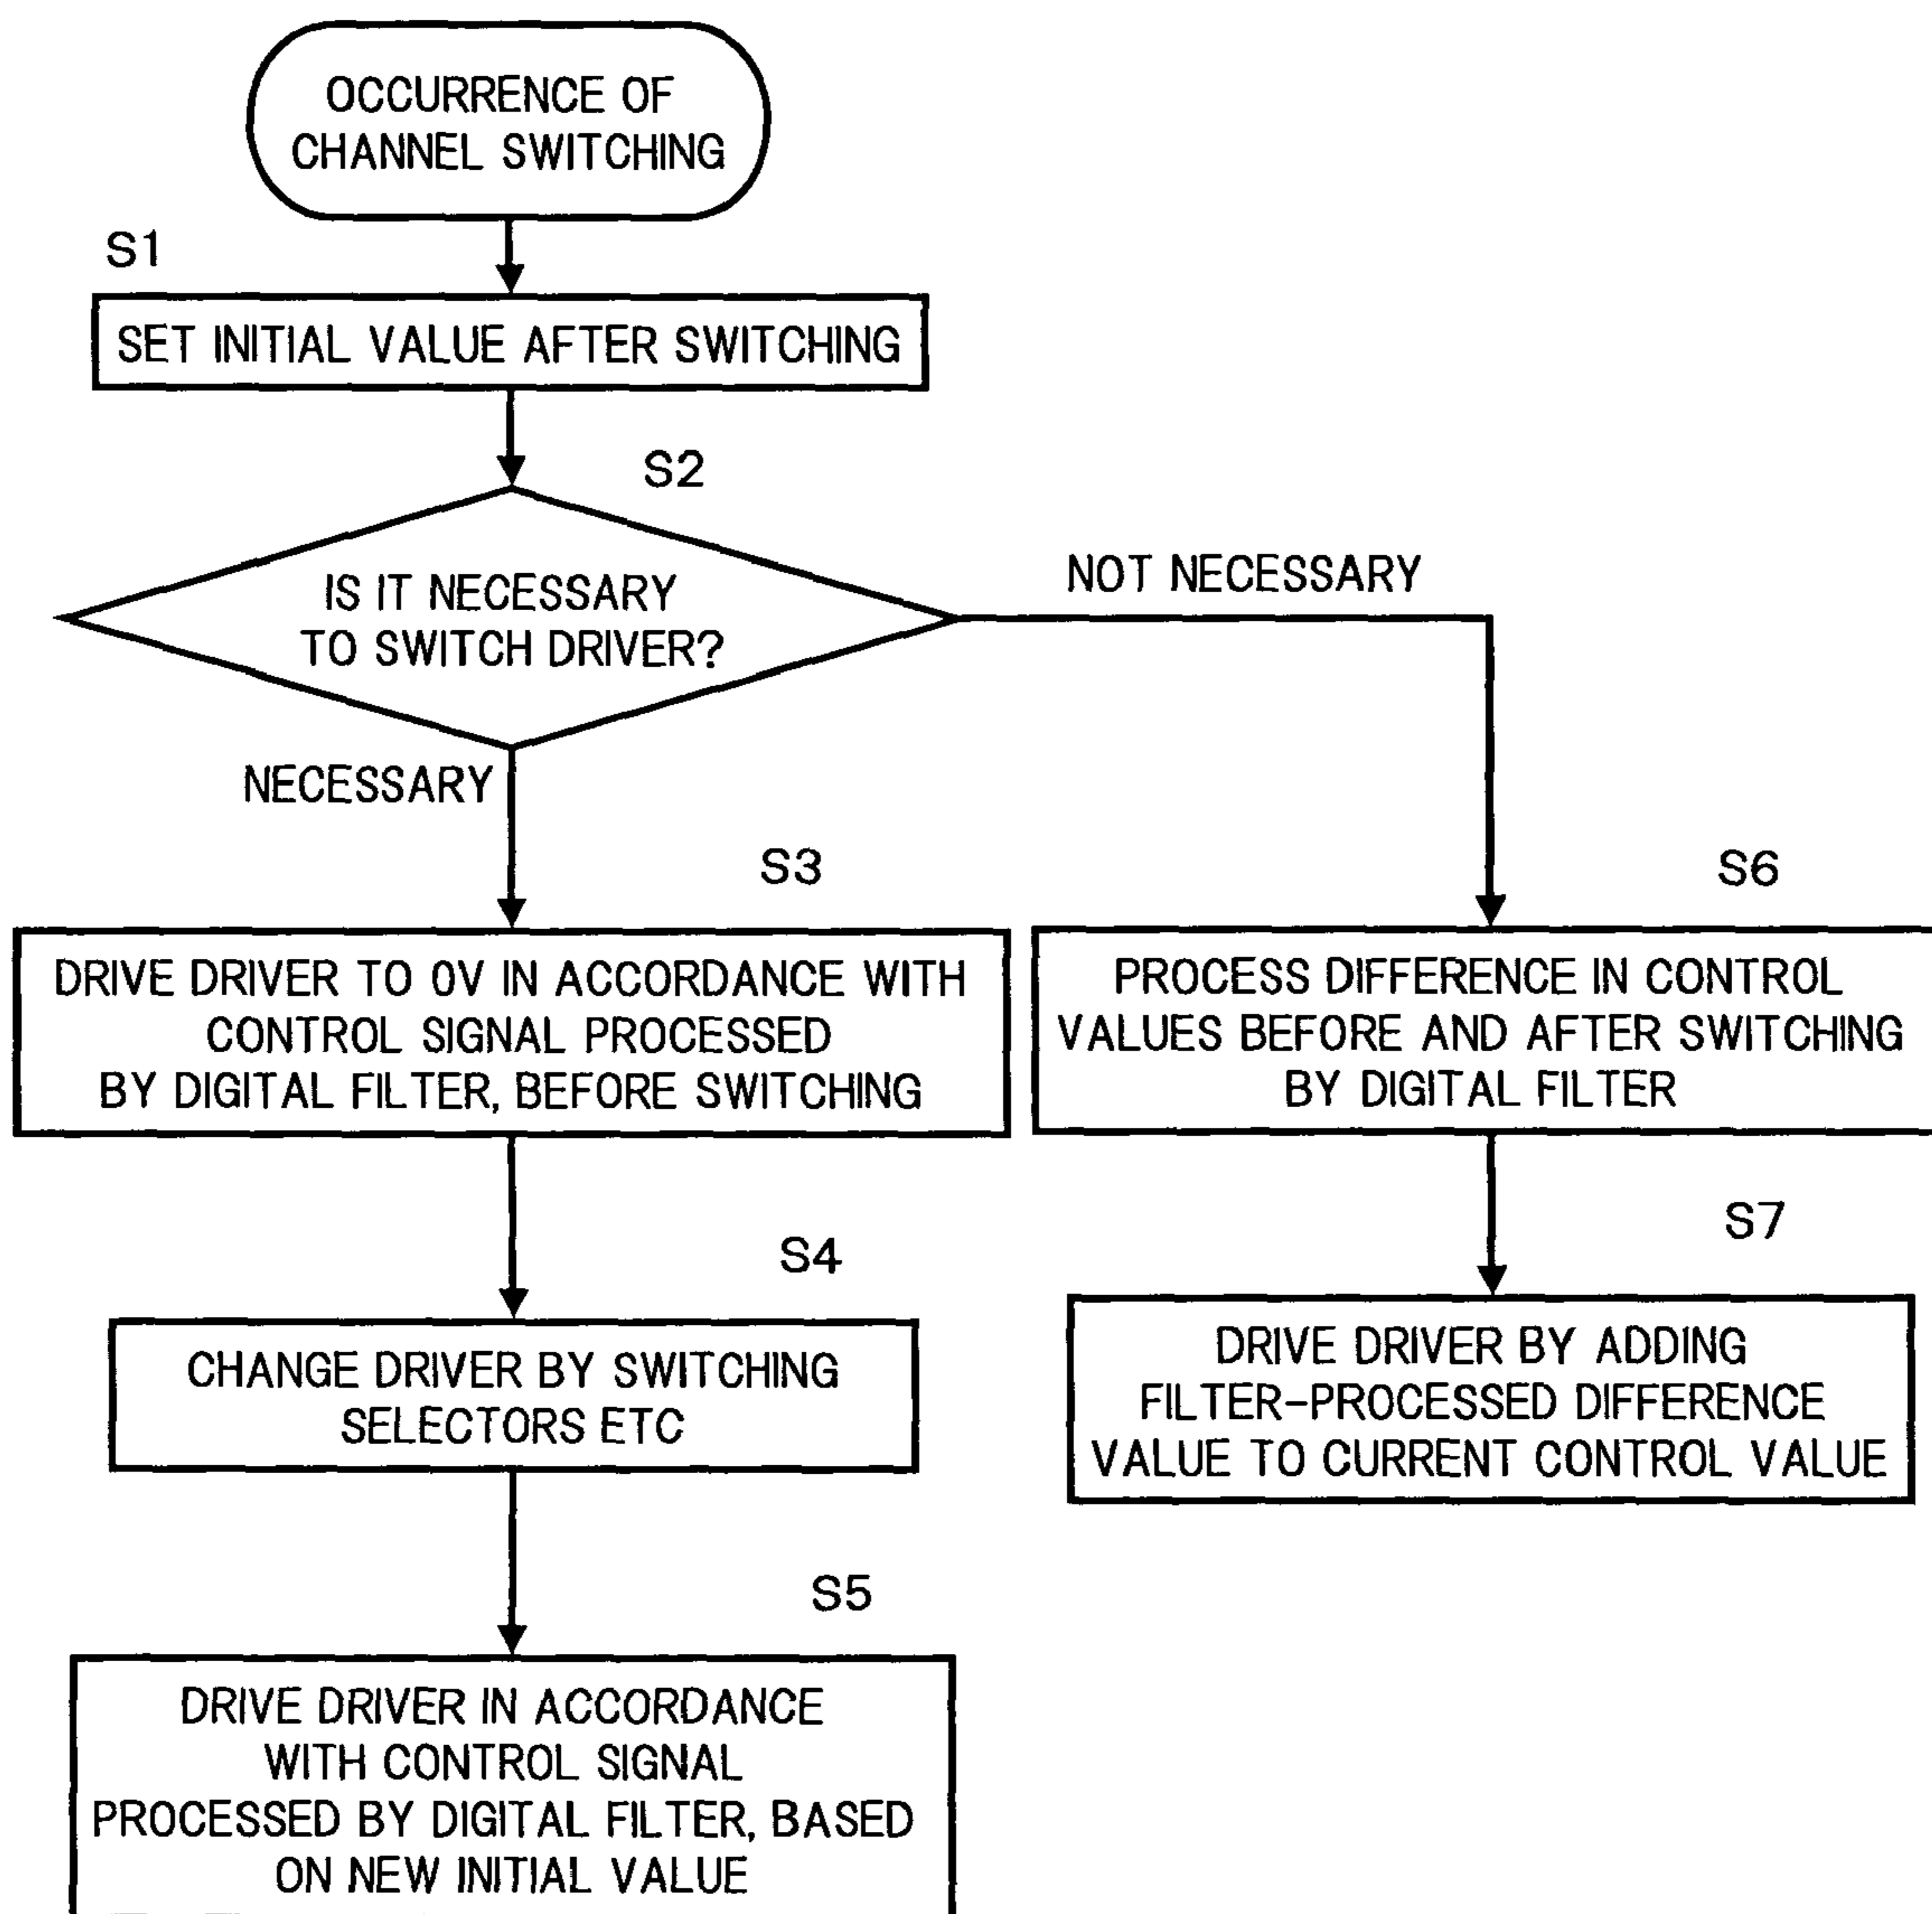 OCCURRENCE OF
CHANNEL SWITCHING
S1
SET INITIAL VALUE AFTER SWITCHING
S2
IS IT NECESSARY
TO SWITCH DRIVER?
NOT NECESSARY
NECESSARY
S3
DRIVE DRIVER TO 0V IN ACCORDANCE WITH
CONTROL SIGNAL PROCESSED
BY DIGITAL FILTER, BEFORE SWITCHING
S4
CHANGE DRIVER BY SWITCHING
SELECTORS ETC
S5
DRIVE DRIVER IN ACCORDANCE
WITH CONTROL SIGNAL
PROCESSED BY DIGITAL FILTER, BASED
ON NEW INITIAL VALUE
S6
PROCESS DIFFERENCE IN CONTROL
VALUES BEFORE AND AFTER SWITCHING
BY DIGITAL FILTER
S7
DRIVE DRIVER BY ADDING
FILTER-PROCESSED DIFFERENCE
VALUE TO CURRENT CONTROL VALUE